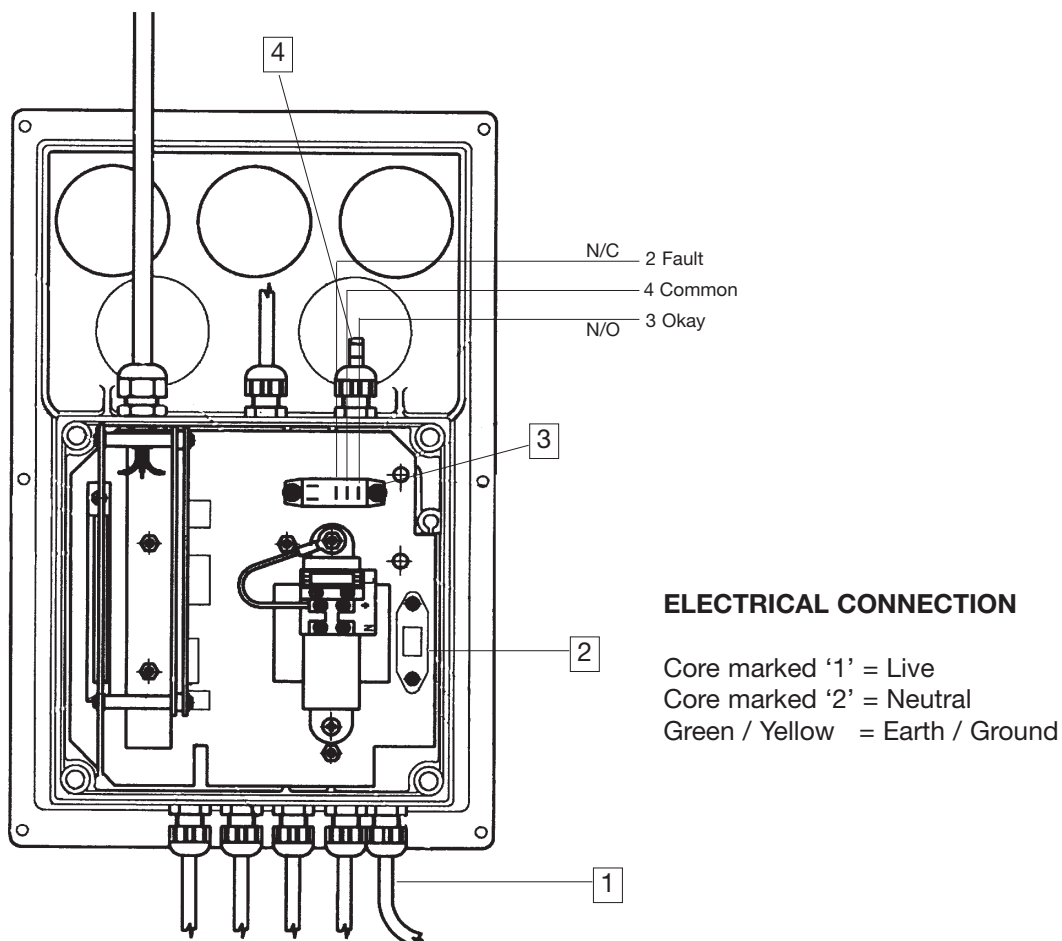 4
N/C 2 Fault
4 Common
N/O 3 Okay
3
2
ELECTRICAL CONNECTION
Core marked ‘1’ = Live
Core marked ‘2’ = Neutral
Green / Yellow = Earth / Ground
1
N